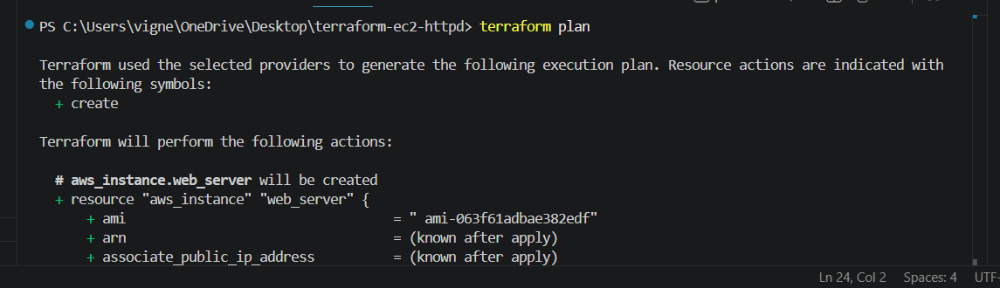 PS C:\Users\vigne\OneDrive\Desktop\terraform-ec2-httpd> terraform plan
Terraform used the selected providers to generate the following execution plan. Resource actions are indicated with
the following symbols:
+ create
Terraform will perform the following actions:
# aws_instance.web_server will be created
+ resource "aws_instance" "web_server" {
+ ami = " ami-063f61adbae382edf"
+ arn = (known after apply)
+ associate_public_ip_address = (known after apply)
Ln 24, Col 2 Spaces: 4 UTF-